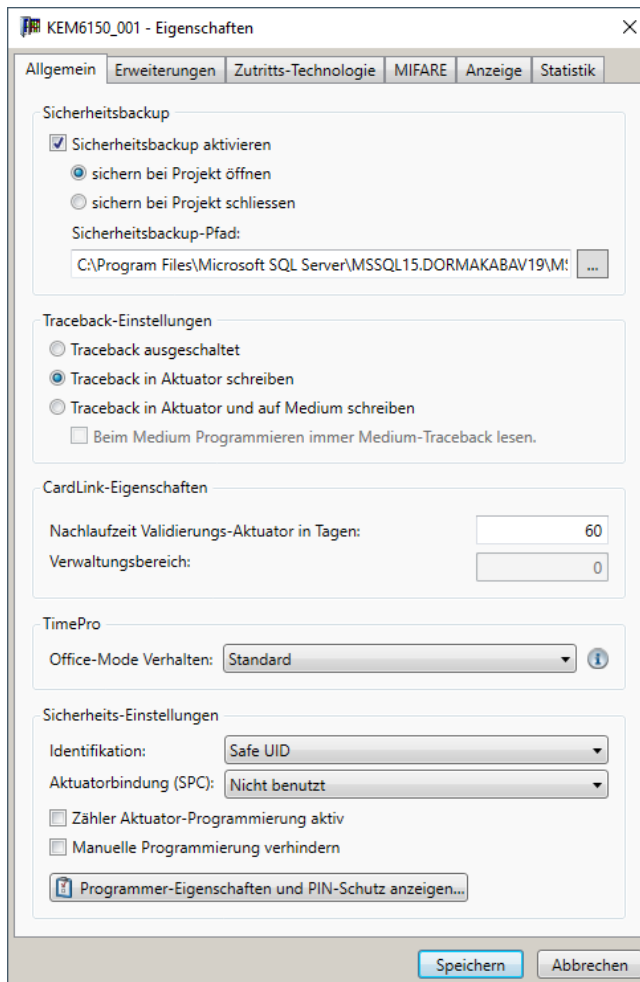 KEM6150_001 - Eigenschaften
Allgemein Erweiterungen Zutritts-Technologie MIFARE Anzeige Statistik
Sicherheitsbackup
Sicherheitsbackup aktivieren
sichern bei Projekt öffnen
sichern bei Projekt schliessen
Sicherheitsbackup-Pfad:
C:\Program Files\Microsoft SQL Server\MSSQL15.DORMAKABAV19\MS ...
Traceback-Einstellungen
Traceback ausgeschaltet
Traceback in Aktuator schreiben
Traceback in Aktuator und auf Medium schreiben
Beim Medium Programmieren immer Medium-Traceback lesen.
CardLink-Eigenschaften
Nachlaufzeit Validierungs-Aktuator in Tagen: 60
Verwaltungsbereich: 0
TimePro
Office-Mode Verhalten: Standard
Sicherheits-Einstellungen
Identifikation: Safe UID
Aktuatorbindung (SPC): Nicht benutzt
Zähler Aktuator-Programmierung aktiv
Manuelle Programmierung verhindern
Programmer-Eigenschaften und PIN-Schutz anzeigen...
Speichern Abbrechen